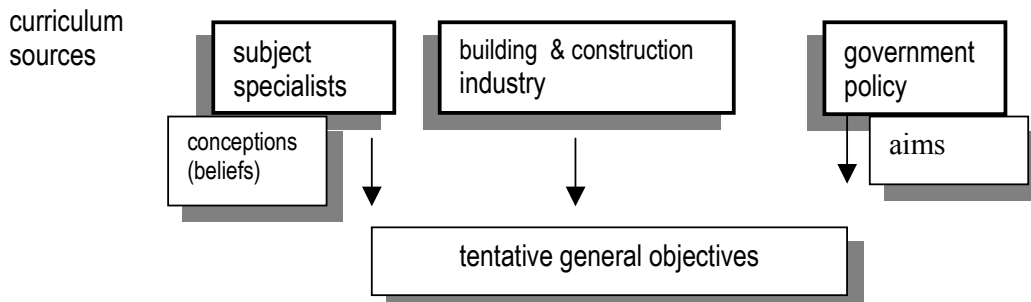 curriculum
sources
subject
specialists
building & construction
industry
government
policy
conceptions
(beliefs)
aims
tentative general objectives